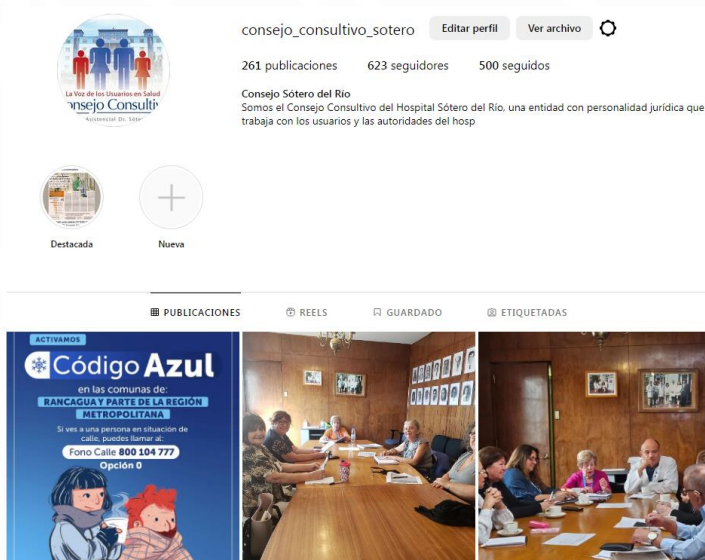 consejo_consultivo_sotero Editar perfil Ver archivo
261 publicaciones 623 seguidores 500 seguidos
Consejo Sótero del Río
Somos el Consejo Consultivo del Hospital Sótero del Río, una entidad con personalidad jurídica que
trabaja con los usuarios y las autoridades del hosp
La Voz de los Usuarios en Salud
onsejo Consultiv
Asistencial Dr. Sóte
Destacada Nueva
PUBLICACIONES REELS GUARDADO ETIQUETADAS
ACTIVAMOS
Código Azul
en las comunas de:
RANCAGUA Y PARTE DE LA REGIÓN
METROPOLITANA
Si ves a una persona en situación de
calle, puedes llamar al:
Fono Calle 800 104 777
Opción 0